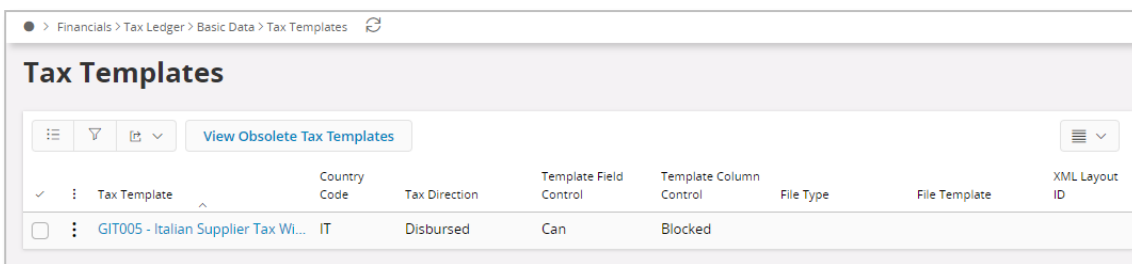 > Financials > Tax Ledger > Basic Data > Tax Templates
Tax Templates
View Obsolete Tax Templates
Tax Template Country Code Tax Direction Template Field Control Template Column Control File Type File Template XML Layout ID
GIT005 - Italian Supplier Tax Wi... IT Disbursed Can Blocked